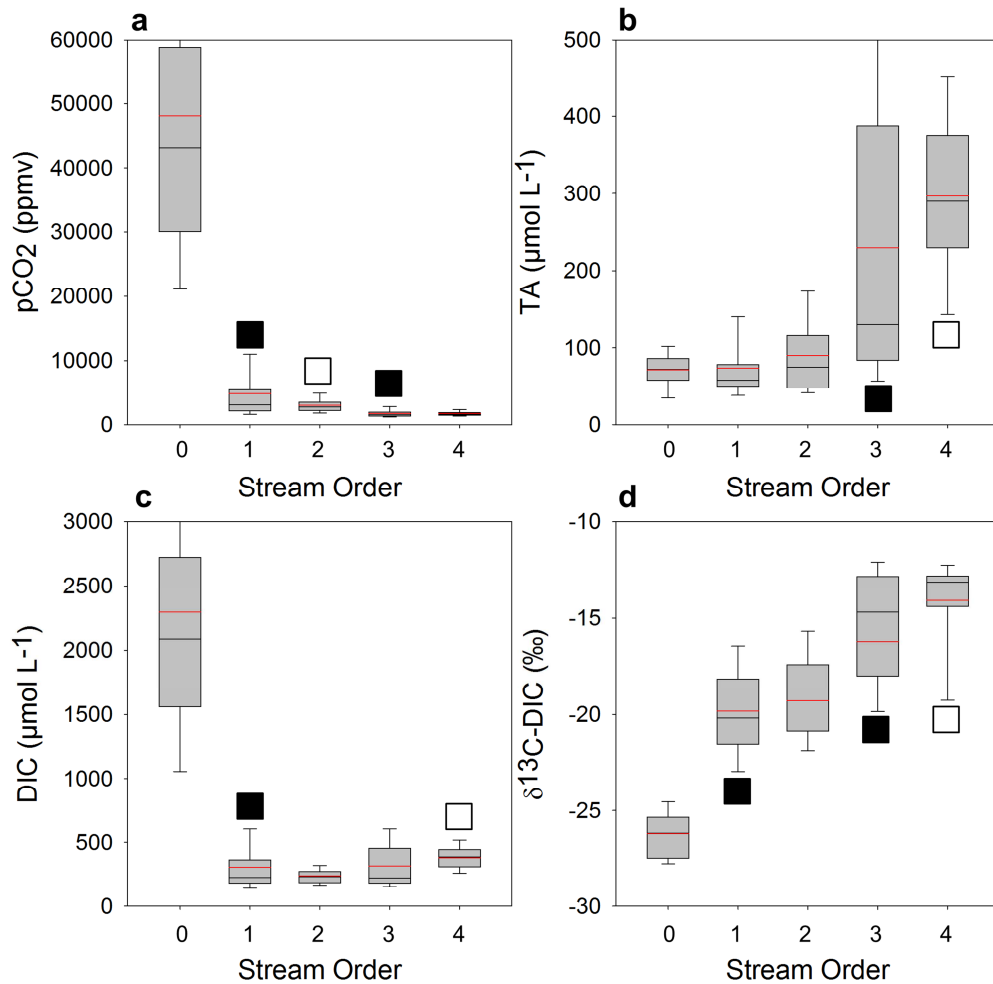 a
60000
50000
40000
30000
20000
10000
0
pCO2 (ppmv)
0 1 2 3 4
Stream Order
b
500
400
300
200
100
0
TA (µmol L-1)
0 1 2 3 4
Stream Order
c
3000
2500
2000
1500
1000
500
0
DIC (µmol L-1)
0 1 2 3 4
Stream Order
d
-10
-15
-20
-25
-30
δ13C-DIC (‰)
0 1 2 3 4
Stream Order